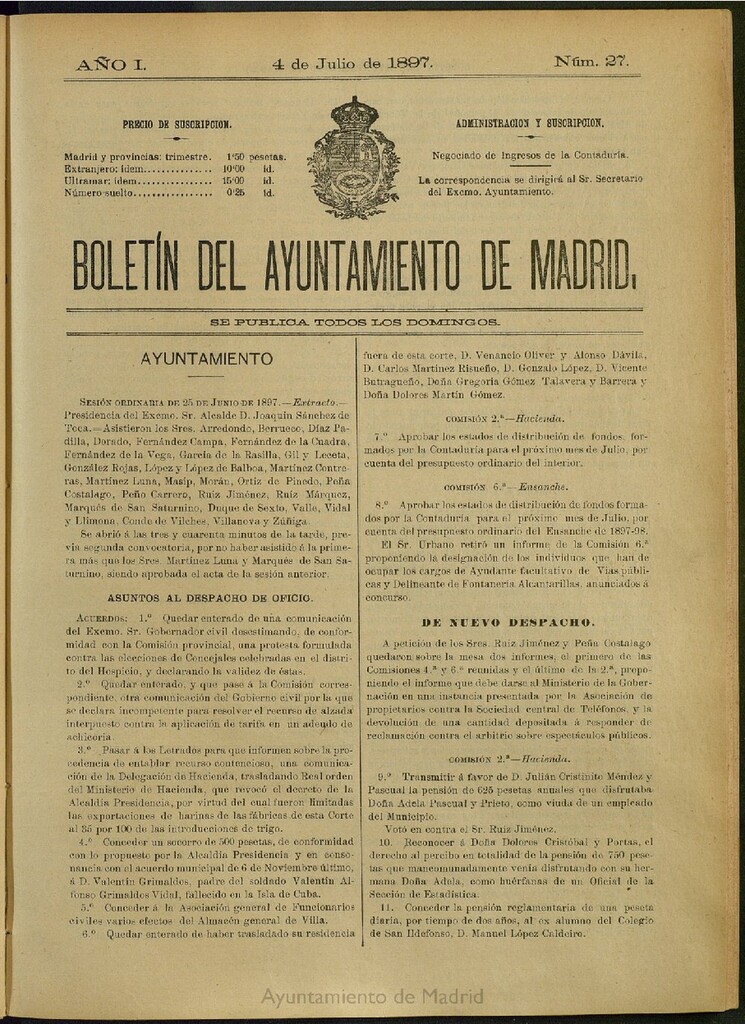 AÑO I.
4 de Julio de 1897.
Núm. 27.
PRECIO DE SUSCRIPCION.
Madrid y provincias: trimestre. 1'50 pesetas.
Extranjero: ídem............... 10'00 id.
Ultramar: ídem............... 15'00 id.
Número suelto............... 0'25 id.
ADMINISTRACION Y SUSCRIPCION.
Negociado de Ingresos de la Contaduría.
La correspondencia se dirigirá al Sr. Secretario
del Excmo. Ayuntamiento.
BOLETÍN DEL AYUNTAMIENTO DE MADRID.
SE PUBLICA TODOS LOS DOMINGOS.
AYUNTAMIENTO
SESIÓN ORDINARIA DE 25 DE JUNIO DE 1897.—Extracto.—
Presidencia del Excmo. Sr. Alcalde D. Joaquín Sánchez de
Toca.—Asistieron los Sres. Arredondo, Berrueco, Díaz Pa-
dilla, Dorado, Fernández Campa, Fernández de la Cuadra,
Fernández de la Vega, García de la Rasilla, Gil y Leceta,
González Rojas, López y López de Balboa, Martínez Contre-
ras, Martínez Luna, Masip, Morán, Ortiz de Pinedo, Peña
Costalago, Peña Carrero, Ruiz Jiménez, Ruíz Márquez,
Marqués de San Saturnino, Duque de Sexto, Valle, Vidal
y Llimona, Conde de Vilches, Villanova y Zúñiga.
Se abrió á las tres y cuarenta minutos de la tarde, pre-
via segunda convocatoria, por no haber asistido á la prime-
ra más que los Sres. Martínez Luna y Marqués de San Sa-
turnino, siendo aprobada el acta de la sesión anterior.
ASUNTOS AL DESPACHO DE OFICIO.
ACUERDOS: 1.º Quedar enterado de una comunicación
del Excmo. Sr. Gobernador civil desestimando, de confor-
midad con la Comisión provincial, una protesta formulada
contra las elecciones de Concejales celebradas en el distri-
to del Hospicio, y declarando la validez de éstas.
2.º Quedar enterado, y que pase á la Comisión corres-
pondiente, otra comunicación del Gobierno civil por la que
se declara incompetente para resolver el recurso de alzada
interpuesto contra la aplicación de tarifa en un adeudo de
achicoria.
3.º Pasar á los Letrados para que informen sobre la pro-
cedencia de entablar recurso contencioso, una comunica-
ción de la Delegación de Hacienda, trasladando Real orden
del Ministerio de Hacienda, que revocó el decreto de la
Alcaldía Presidencia, por virtud del cual fueron limitadas
las exportaciones de harinas de las fábricas de esta Corte
al 35 por 100 de las introducciones de trigo.
4.º Conceder un socorro de 500 pesetas, de conformidad
con lo propuesto por la Alcaldía Presidencia y en conso-
nancia con el acuerdo municipal de 6 de Noviembre último,
á D. Valentín Grimaldos, padre del soldado Valentín Al-
fonso Grimaldos Vidal, fallecido en la Isla de Cuba.
5.º Conceder á la Asociación general de Funcionarios
civiles varios efectos del Almacén general de Villa.
6.º Quedar enterado de haber trasladado su residencia
fuera de esta corte, D. Venancio Oliver y Alonso Dávila,
D. Carlos Martínez Risueño, D. Gonzalo López, D. Vicente
Butragueño, Doña Gregoria Gómez Talavera y Barrera y
Doña Dolores Martín Gómez.
COMISIÓN 2.ª—Hacienda.
7.º Aprobar los estados de distribución de fondos, for-
mados por la Contaduría para el próximo mes de Julio, por
cuenta del presupuesto ordinario del interior.
COMISIÓN 6.ª—Ensanche.
8.º Aprobar los estados de distribución de fondos forma-
dos por la Contaduría para el próximo mes de Julio, por
cuenta del presupuesto ordinario del Ensanche de 1897-98.
El Sr. Urbano retiró un informe de la Comisión 6.ª
proponiendo la designación de los individuos que han de
ocupar los cargos de Ayudante facultativo de Vías públi-
cas y Delineante de Fontanería Alcantarillas, anunciados á
concurso.
DE NUEVO DESPACHO.
A petición de los Sres. Ruiz Jiménez y Peña Costalago
quedaron sobre la mesa dos informes, el primero de las
Comisiones 4.ª y 6.ª reunidas y el último de la 2.ª, propo-
niendo el informe que debe darse al Ministerio de la Gober-
nación en una instancia presentada por la Asociación de
propietarios contra la Sociedad central de Teléfonos, y la
devolución de una cantidad depositada á responder de
reclamación contra el arbitrio sobre espectáculos públicos.
COMISIÓN 2.ª—Hacienda.
9.º Transmitir á favor de D. Julián Cristinito Méndez y
Pascual la pensión de 625 pesetas anuales que disfrutaba
Doña Adela Pascual y Prieto, como viuda de un empleado
del Municipio.
Votó en contra el Sr. Ruiz Jiménez.
10. Reconocer á Doña Dolores Cristóbal y Portas, el
derecho al percibo en totalidad de la pensión de 750 pese-
tas que mancomunadamente venía disfrutando con su her-
mana Doña Adela, como huérfanas de un Oficial de la
Sección de Estadística.
11. Conceder la pensión reglamentaria de una peseta
diaria, por tiempo de dos años, al ex alumno del Colegio
de San Ildefonso, D. Manuel López Caldeiro.
Ayuntamiento de Madrid